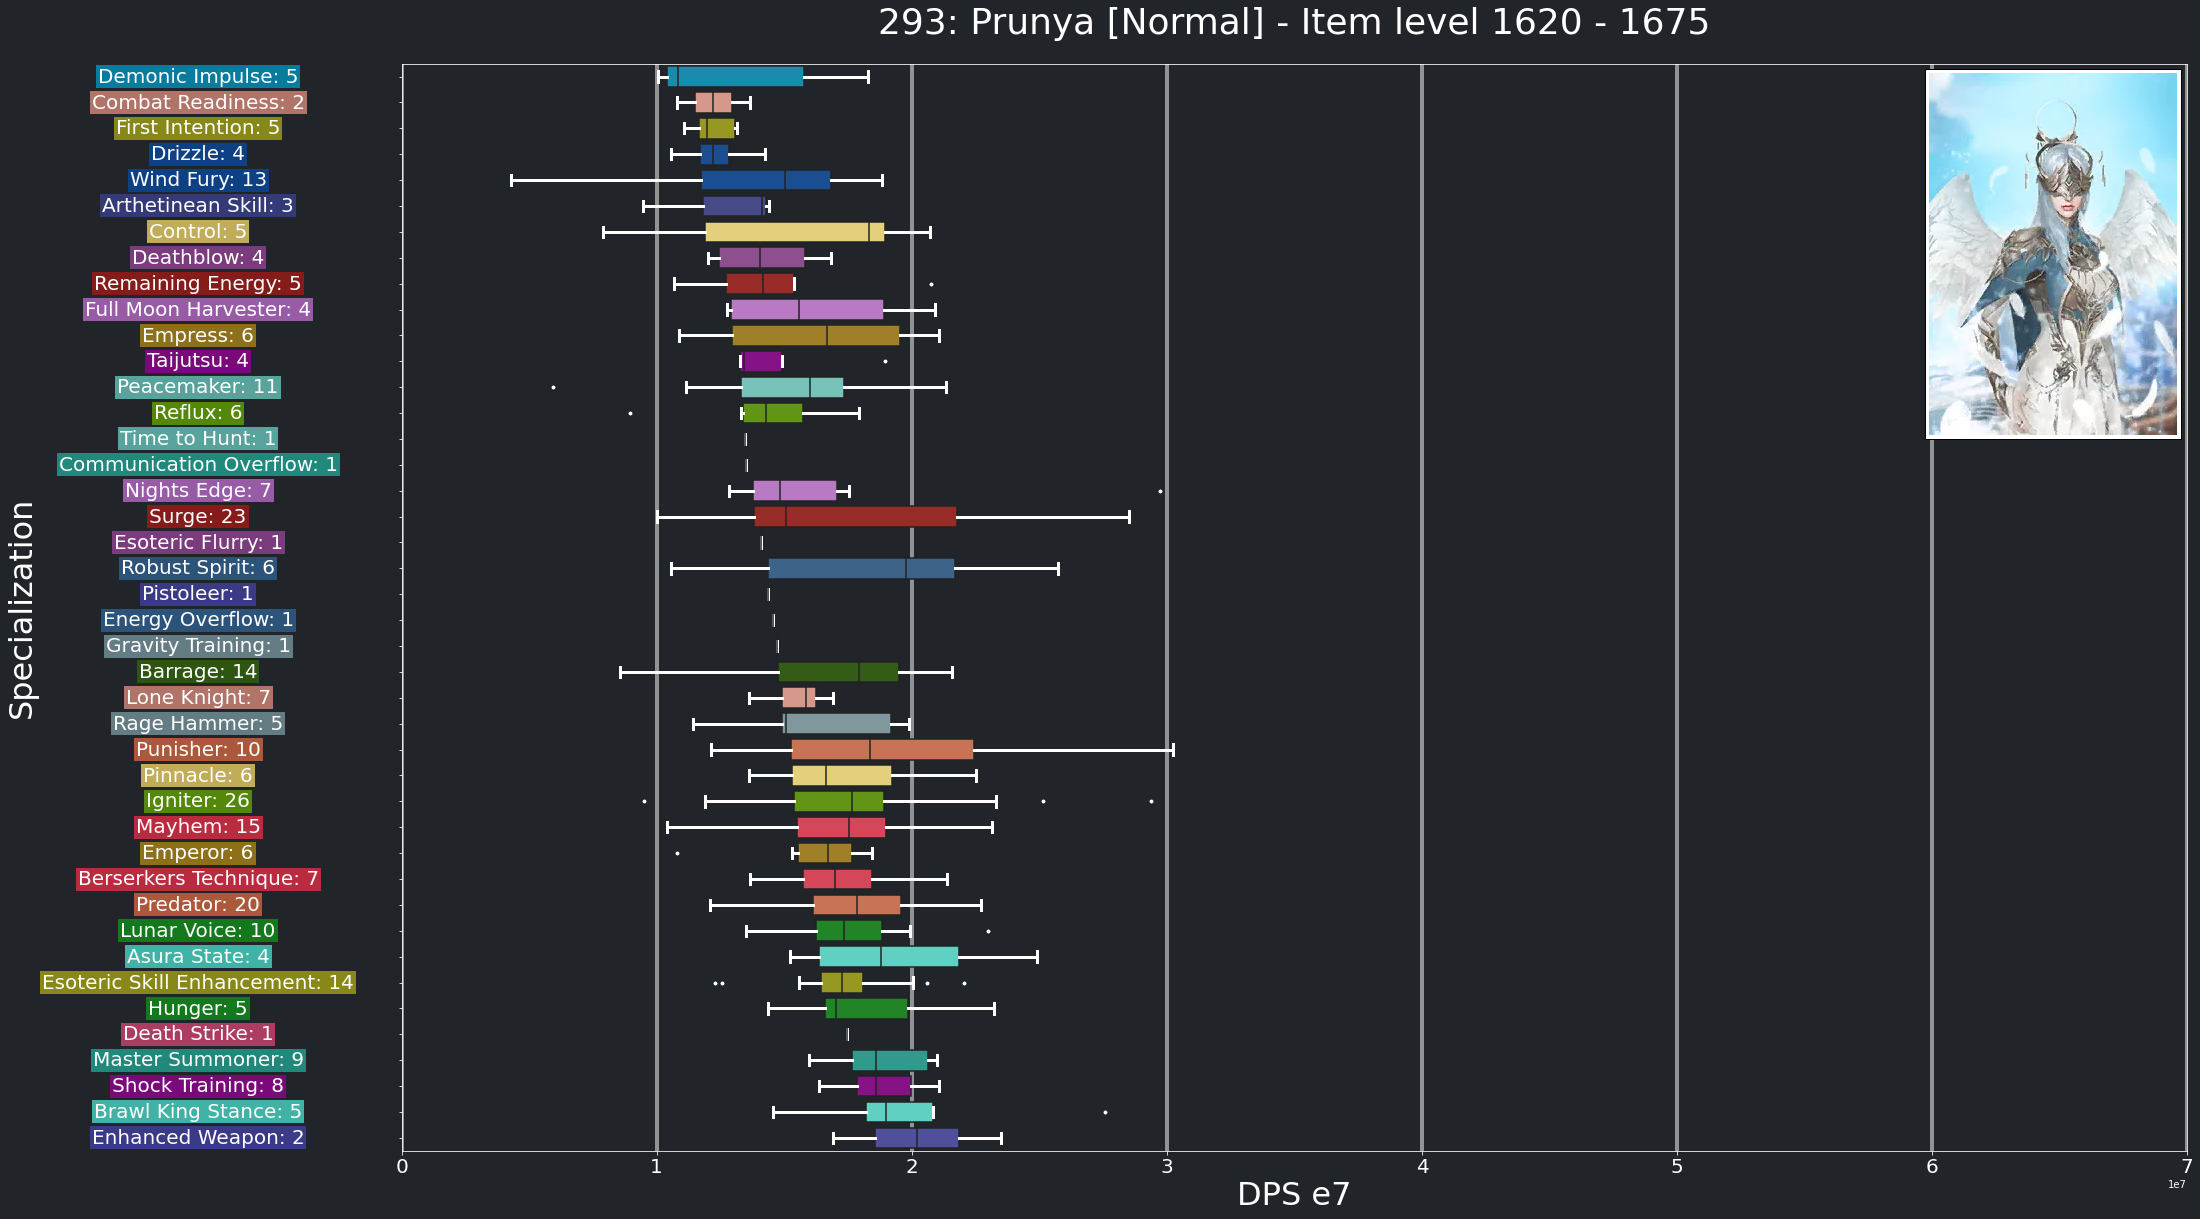 293: Prunya [Normal] - Item level 1620 - 1675
Specialization
Demonic Impulse: 5
Combat Readiness: 2
First Intention: 5
Drizzle: 4
Wind Fury: 13
Arthetinean Skill: 3
Control: 5
Deathblow: 4
Remaining Energy: 5
Full Moon Harvester: 4
Empress: 6
Taijutsu: 4
Peacemaker: 11
Reflux: 6
Time to Hunt: 1
Communication Overflow: 1
Nights Edge: 7
Surge: 23
Esoteric Flurry: 1
Robust Spirit: 6
Pistoleer: 1
Energy Overflow: 1
Gravity Training: 1
Barrage: 14
Lone Knight: 7
Rage Hammer: 5
Punisher: 10
Pinnacle: 6
Igniter: 26
Mayhem: 15
Emperor: 6
Berserkers Technique: 7
Predator: 20
Lunar Voice: 10
Asura State: 4
Esoteric Skill Enhancement: 14
Hunger: 5
Death Strike: 1
Master Summoner: 9
Shock Training: 8
Brawl King Stance: 5
Enhanced Weapon: 2
0 1 2 3 4 5 6 7
1e7
DPS e7